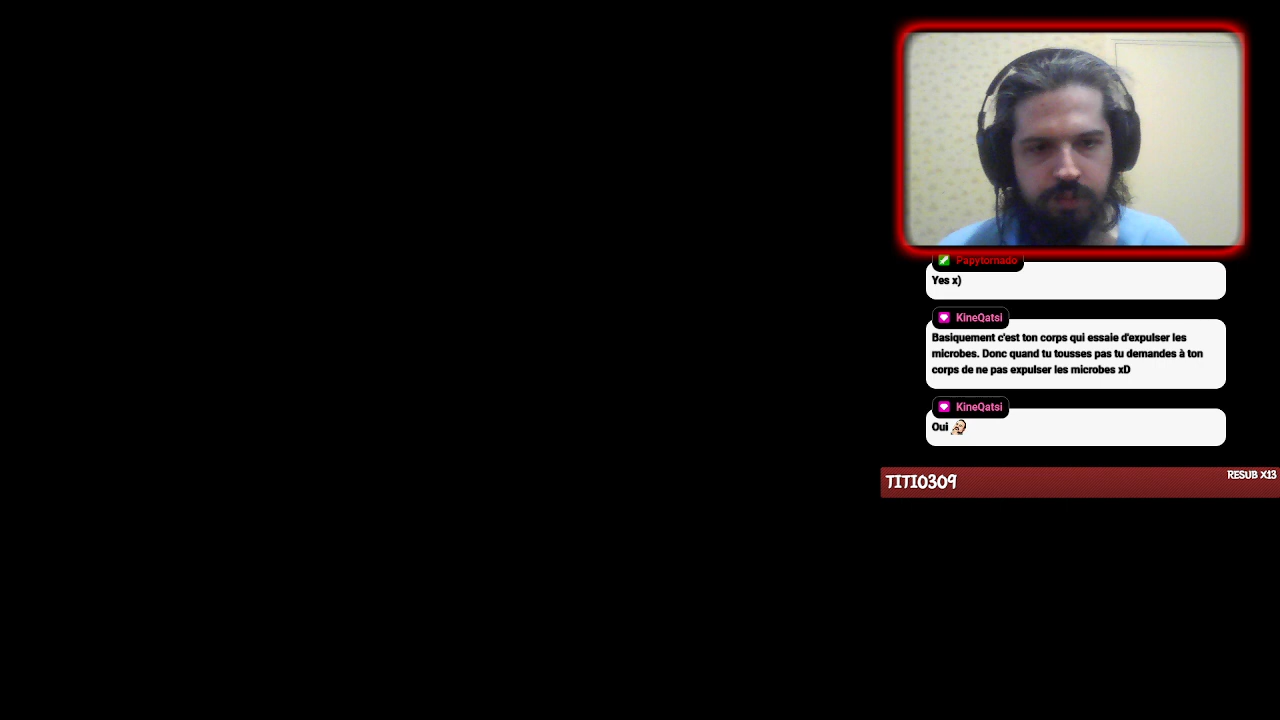 Papytornado
Yes x)
KineQatsi
Basiquement c'est ton corps qui essaie d'expulser les
microbes. Donc quand tu tousses pas tu demandes à ton
corps de ne pas expulser les microbes xD
KineQatsi
Oui
TITI0309
RESUB X13